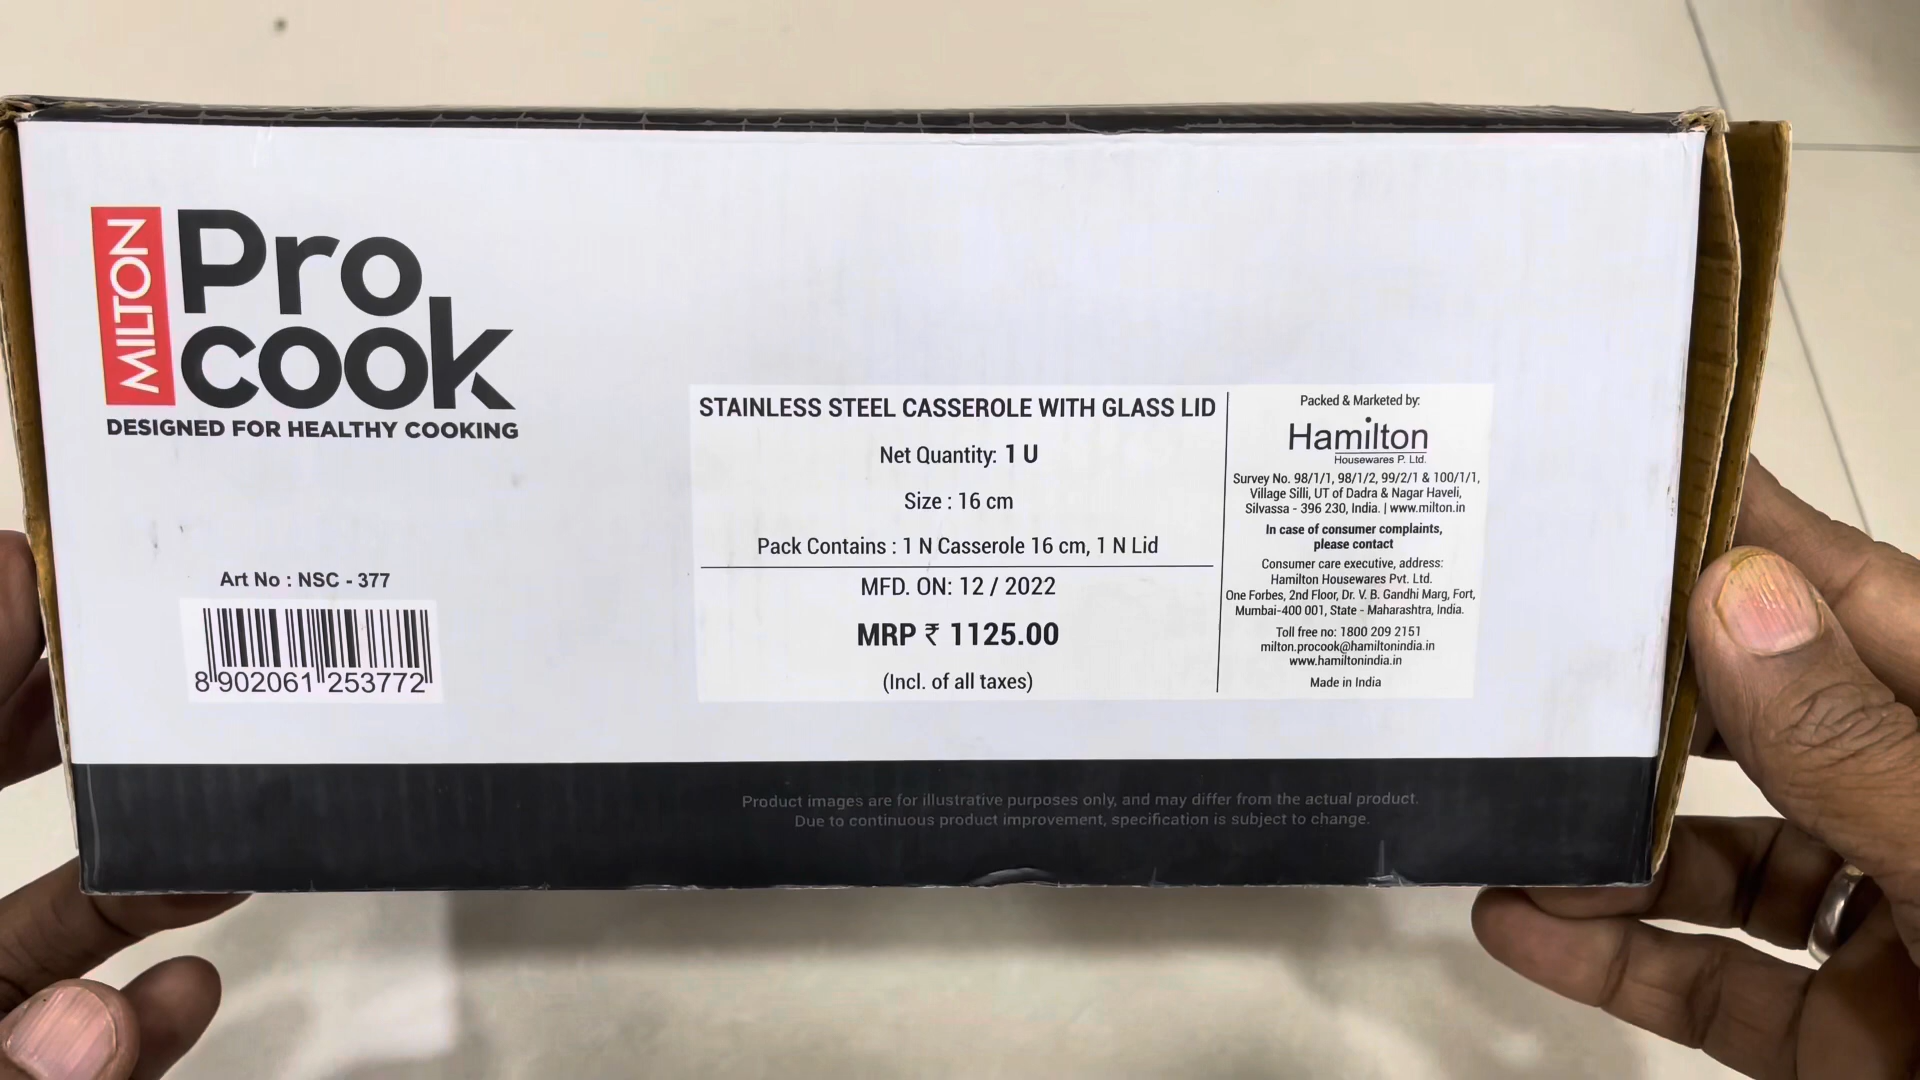 MILTON
Pro
cook
DESIGNED FOR HEALTHY COOKING
Art No : NSC - 377
8 902061 253772
STAINLESS STEEL CASSEROLE WITH GLASS LID
Net Quantity: 1 U
Size : 16 cm
Pack Contains : 1 N Casserole 16 cm, 1 N Lid
MFD. ON: 12 / 2022
MRP ₹ 1125.00
(Incl. of all taxes)
Packed & Marketed by:
Hamilton
Housewares P. Ltd.
Survey No. 98/1/1, 98/1/2, 99/2/1 & 100/1/1,
Village Silli, UT of Dadra & Nagar Haveli,
Silvassa - 396 230, India. | www.milton.in
In case of consumer complaints,
please contact
Consumer care executive, address:
Hamilton Housewares Pvt. Ltd.
One Forbes, 2nd Floor, Dr. V. B. Gandhi Marg, Fort,
Mumbai-400 001, State - Maharashtra, India.
Toll free no: 1800 209 2151
milton.procook@hamiltonindia.in
www.hamiltonindia.in
Made in India
Product images are for illustrative purposes only, and may differ from the actual product.
Due to continuous product improvement, specification is subject to change.